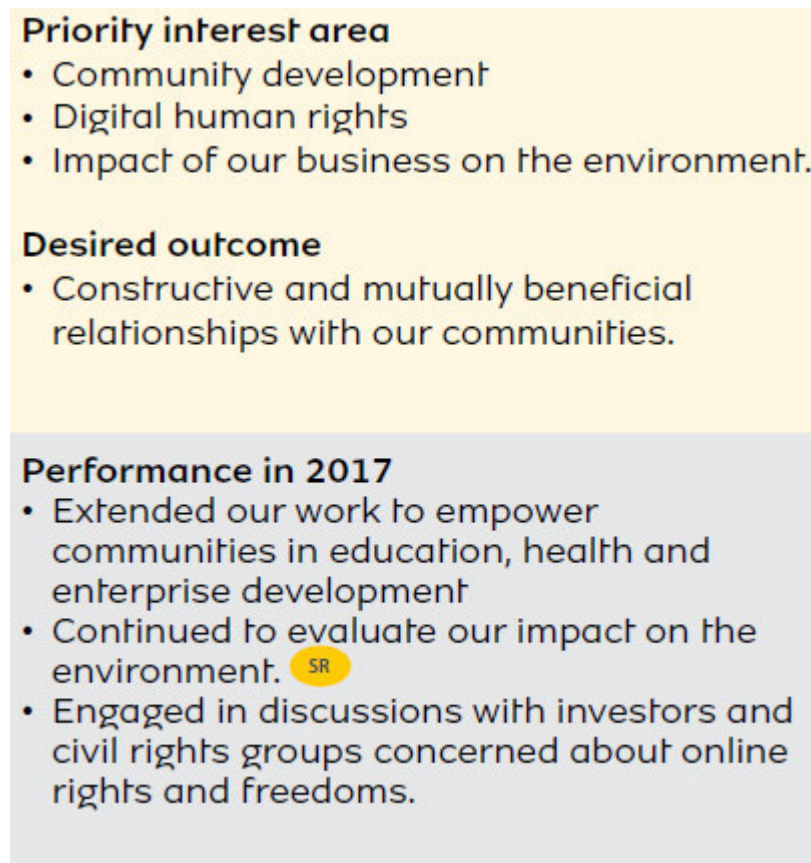 Priority interest area
• Community development
• Digital human rights
• Impact of our business on the environment.
Desired outcome
• Constructive and mutually beneficial
relationships with our communities.
Performance in 2017
• Extended our work to empower
communities in education, health and
enterprise development
• Continued to evaluate our impact on the
environment. SR
• Engaged in discussions with investors and
civil rights groups concerned about online
rights and freedoms.